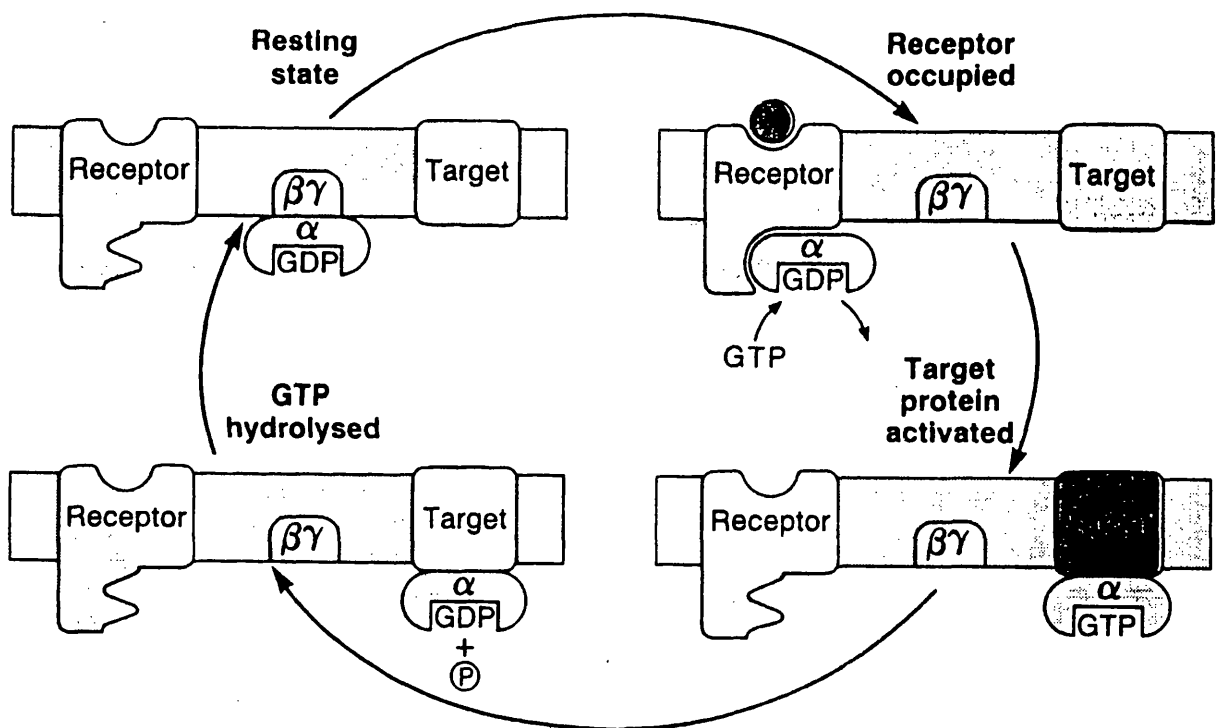 Resting
state
Receptor
occupied
Receptor
βγ
α
GDP
Target
Receptor
βγ
α
GDP
GTP
Target
GTP
hydrolysed
Target
protein
activated
Receptor
βγ
Target
α
GDP
+
P
Receptor
βγ
α
GTP